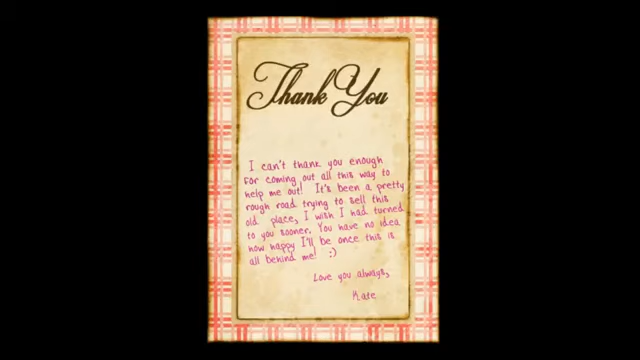 Thank You
I can't thank you enough
for coming out all this way to
help me out! It's been a pretty
rough road trying to sell this
old place, I wish I had turned
to you sooner. You have no idea
how happy I'll be once this is
all behind me! :)
Love you always,
Kate